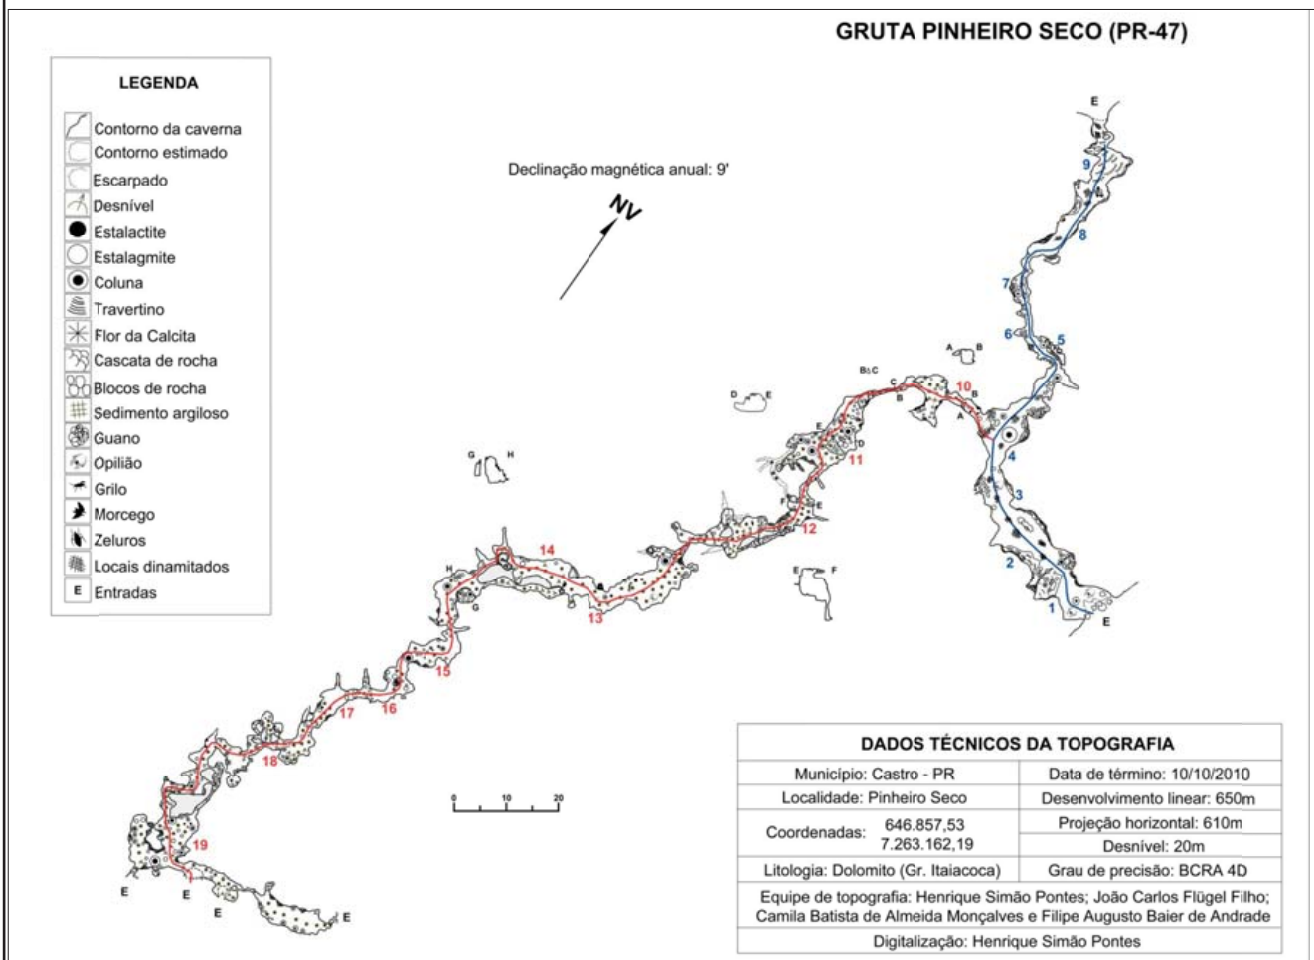 GRUTA PINHEIRO SECO (PR-47)
LEGENDA
Contorno da caverna
Contorno estimado
Escarpado
Desnível
Estalactite
Estalagmite
Coluna
Travertino
Flor da Calcita
Cascata de rocha
Blocos de rocha
Sedimento argiloso
Guano
Opilião
Grilo
Morcego
Zeluros
Locais dinamitados
E Entradas
Declinação magnética anual: 9'
NV
E
9
8
7
6
5
4
3
2
1
E
A B
10
B
A
B C
C
B
D E
E
D
11
F
E
12
E F
G H
14
H
G
13
15
16
17
18
19
E
E
E
E
0 10 20
DADOS TÉCNICOS DA TOPOGRAFIA
Município: Castro - PR
Data de término: 10/10/2010
Localidade: Pinheiro Seco
Desenvolvimento linear: 650m
Coordenadas: 646.857,53
7.263.162,19
Projeção horizontal: 610m
Desnível: 20m
Litologia: Dolomito (Gr. Itaiacoca)
Grau de precisão: BCRA 4D
Equipe de topografia: Henrique Simão Pontes; João Carlos Flügel Filho;
Camila Batista de Almeida Monçalves e Filipe Augusto Baier de Andrade
Digitalização: Henrique Simão Pontes